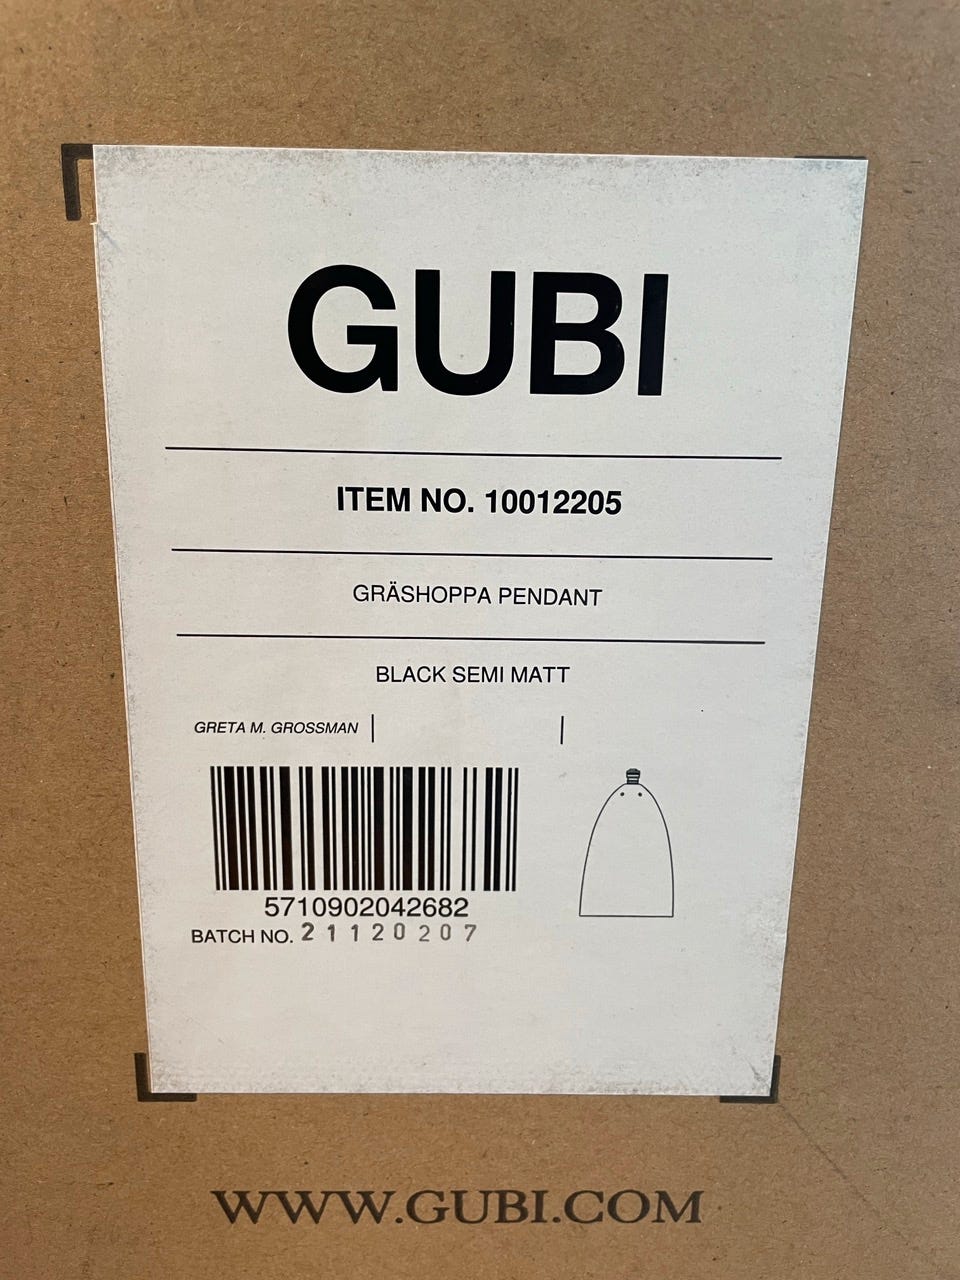 GUBI
ITEM NO. 10012205
GRÄSHOPPA PENDANT
BLACK SEMI MATT
GRETA M. GROSSMAN
5710902042682
BATCH NO. 21120207
WWW.GUBI.COM